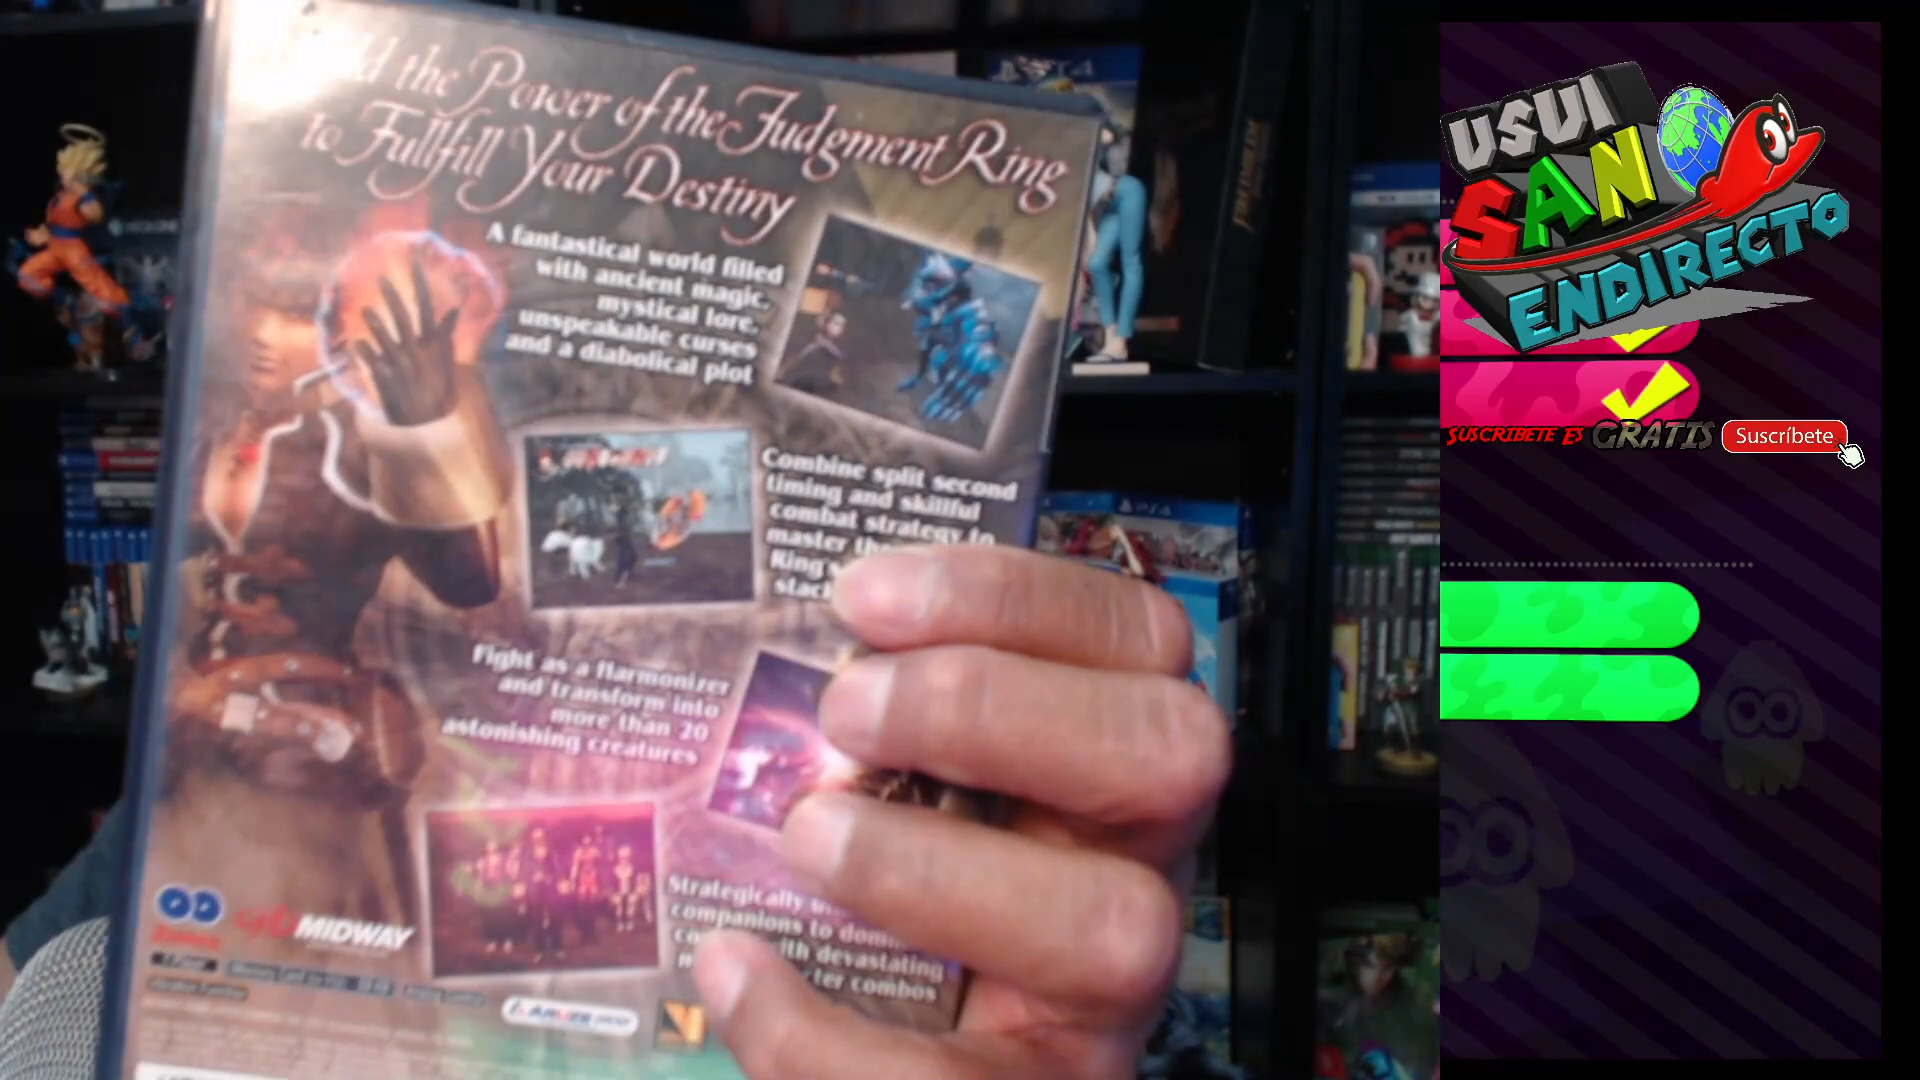 the Power of the Judgment Ring
to Fullfill Your Destiny
A fantastical world filled
with ancient magic,
mystical lore,
unspeakable curses
and a diabolical plot
Combine split second
timing and skillful
combat strategy to
master
Ring's
Fight as a Harmonizer
and transform into
more than 20
astonishing creatures
Strategically
companions to
with devastating
combos
MIDWAY
PS4
USUI
SAN
ENDIRECTO
SUSCRIBETE ES GRATIS Suscríbete